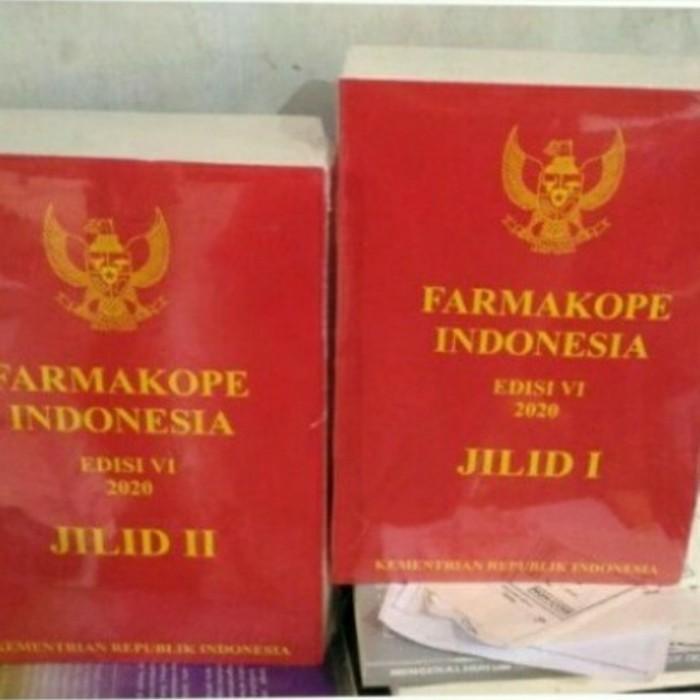 FARMAKOPE
INDONESIA
EDISI VI
2020
JILID II
KEMENTRIAN REPUBLIK INDONESIA
FARMAKOPE
INDONESIA
EDISI VI
2020
JILID I
KEMENTRIAN REPUBLIK INDONESIA